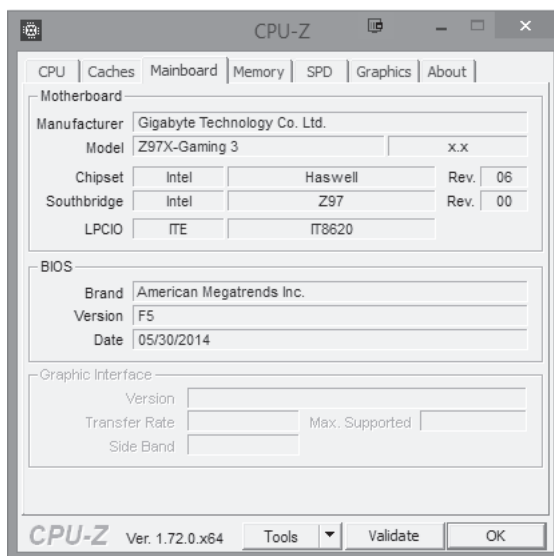 CPU-Z
CPU Caches Mainboard Memory SPD Graphics About
Motherboard
Manufacturer Gigabyte Technology Co. Ltd.
Model Z97X-Gaming 3 x.x
Chipset Intel Haswell Rev. 06
Southbridge Intel Z97 Rev. 00
LPCIO ITE IT8620
BIOS
Brand American Megatrends Inc.
Version F5
Date 05/30/2014
Graphic Interface
Version
Transfer Rate Max. Supported
Side Band
CPU-Z Ver. 1.72.0.x64 Tools Validate OK